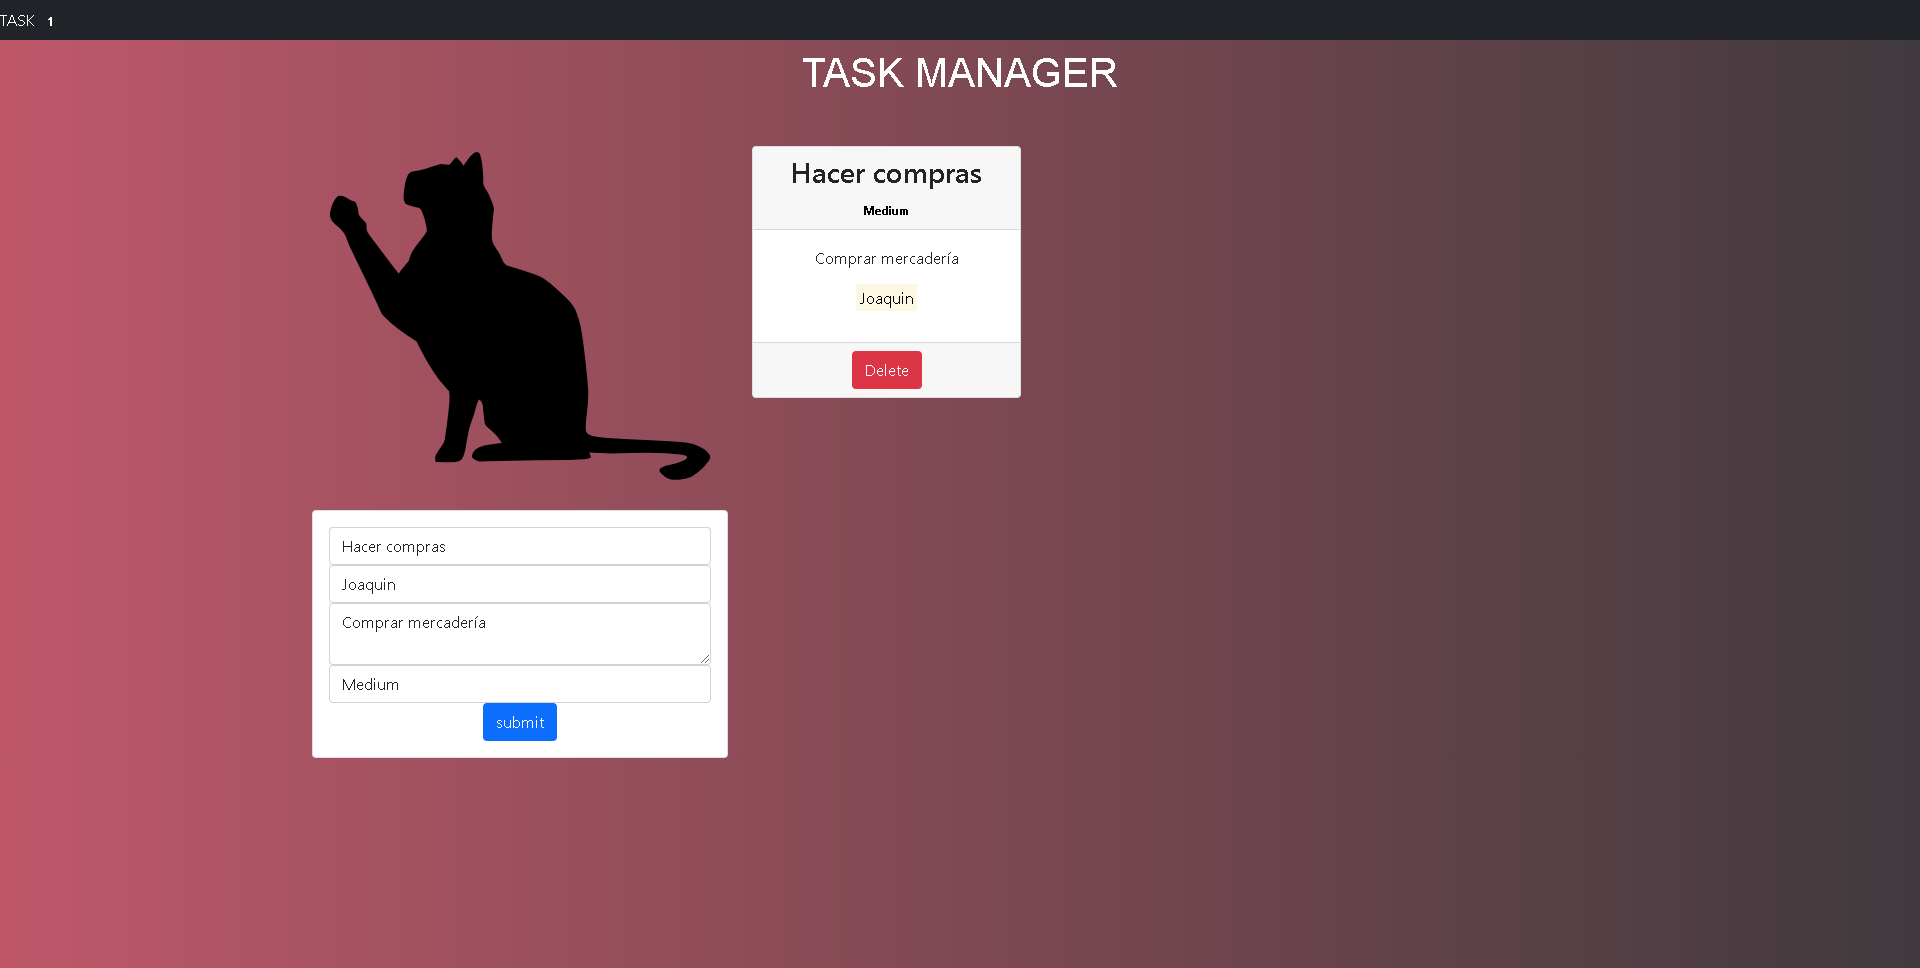 TASK 1
TASK MANAGER
Hacer compras
Medium
Comprar mercadería
Joaquin
Delete
Hacer compras
Joaquin
Comprar mercadería
Medium
submit